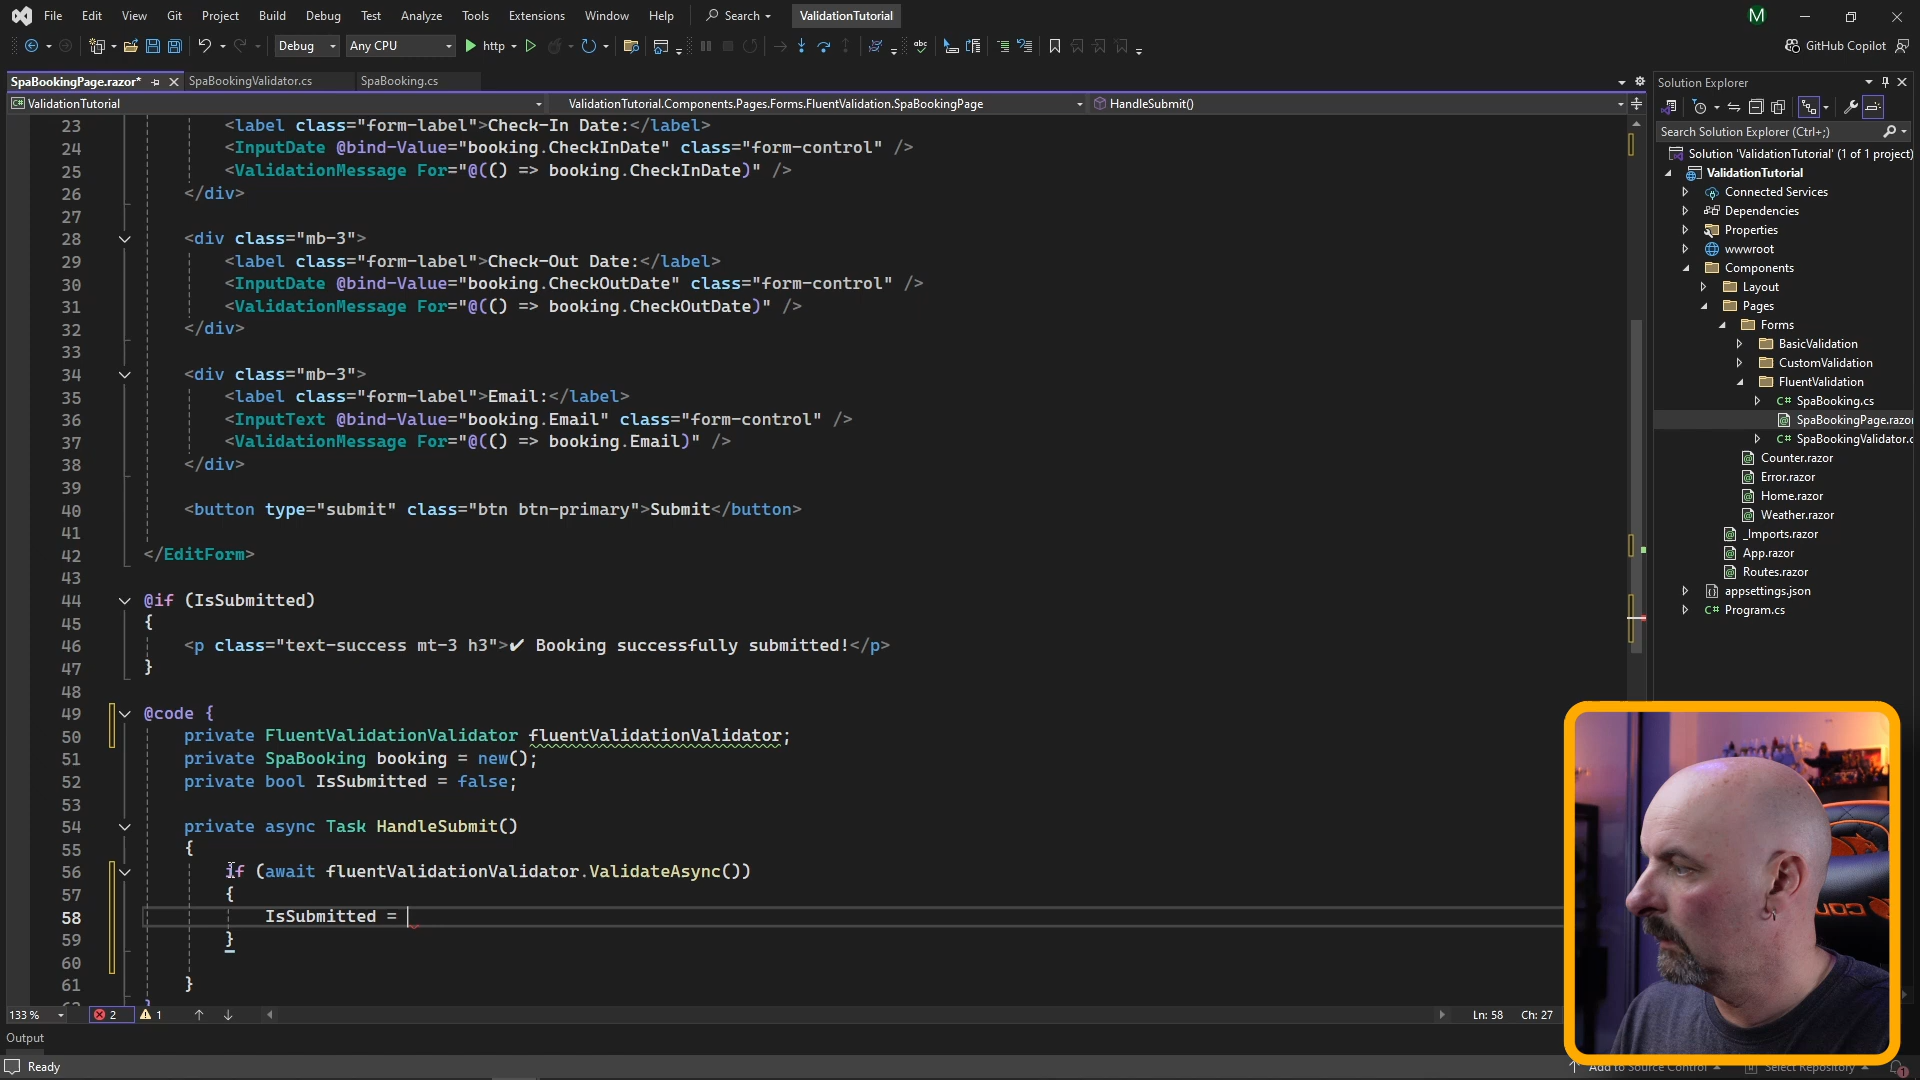 File Edit View Git Project Build Debug Test Analyze Tools Extensions Window Help Search ValidationTutorial M
Debug Any CPU http GitHub Copilot
SpaBookingPage.razor* SpaBookingValidator.cs SpaBooking.cs
ValidationTutorial ValidationTutorial.Components.Pages.Forms.FluentValidation.SpaBookingPage HandleSubmit()
23 <label class="form-label">Check-In Date:</label>
24 <InputDate @bind-Value="booking.CheckInDate" class="form-control" />
25 <ValidationMessage For="@(() => booking.CheckInDate)" />
26 </div>
27
28 <div class="mb-3">
29 <label class="form-label">Check-Out Date:</label>
30 <InputDate @bind-Value="booking.CheckOutDate" class="form-control" />
31 <ValidationMessage For="@(() => booking.CheckOutDate)" />
32 </div>
33
34 <div class="mb-3">
35 <label class="form-label">Email:</label>
36 <InputText @bind-Value="booking.Email" class="form-control" />
37 <ValidationMessage For="@(() => booking.Email)" />
38 </div>
39
40 <button type="submit" class="btn btn-primary">Submit</button>
41
42 </EditForm>
43
44 @if (IsSubmitted)
45 {
46 <p class="text-success mt-3 h3">✔ Booking successfully submitted!</p>
47 }
48
49 @code {
50 private FluentValidationValidator fluentValidationValidator;
51 private SpaBooking booking = new();
52 private bool IsSubmitted = false;
53
54 private async Task HandleSubmit()
55 {
56 if (await fluentValidationValidator.ValidateAsync())
57 {
58 IsSubmitted =
59 }
60
61 }
133 % 2 1 Ln: 58 Ch: 27
Output
Ready Add to Source Control Select Repository 1
Solution Explorer
Search Solution Explorer (Ctrl+;)
Solution 'ValidationTutorial' (1 of 1 project)
ValidationTutorial
Connected Services
Dependencies
Properties
wwwroot
Components
Layout
Pages
Forms
BasicValidation
CustomValidation
FluentValidation
SpaBooking.cs
SpaBookingPage.razor
SpaBookingValidator.c
Counter.razor
Error.razor
Home.razor
Weather.razor
_Imports.razor
App.razor
Routes.razor
appsettings.json
Program.cs